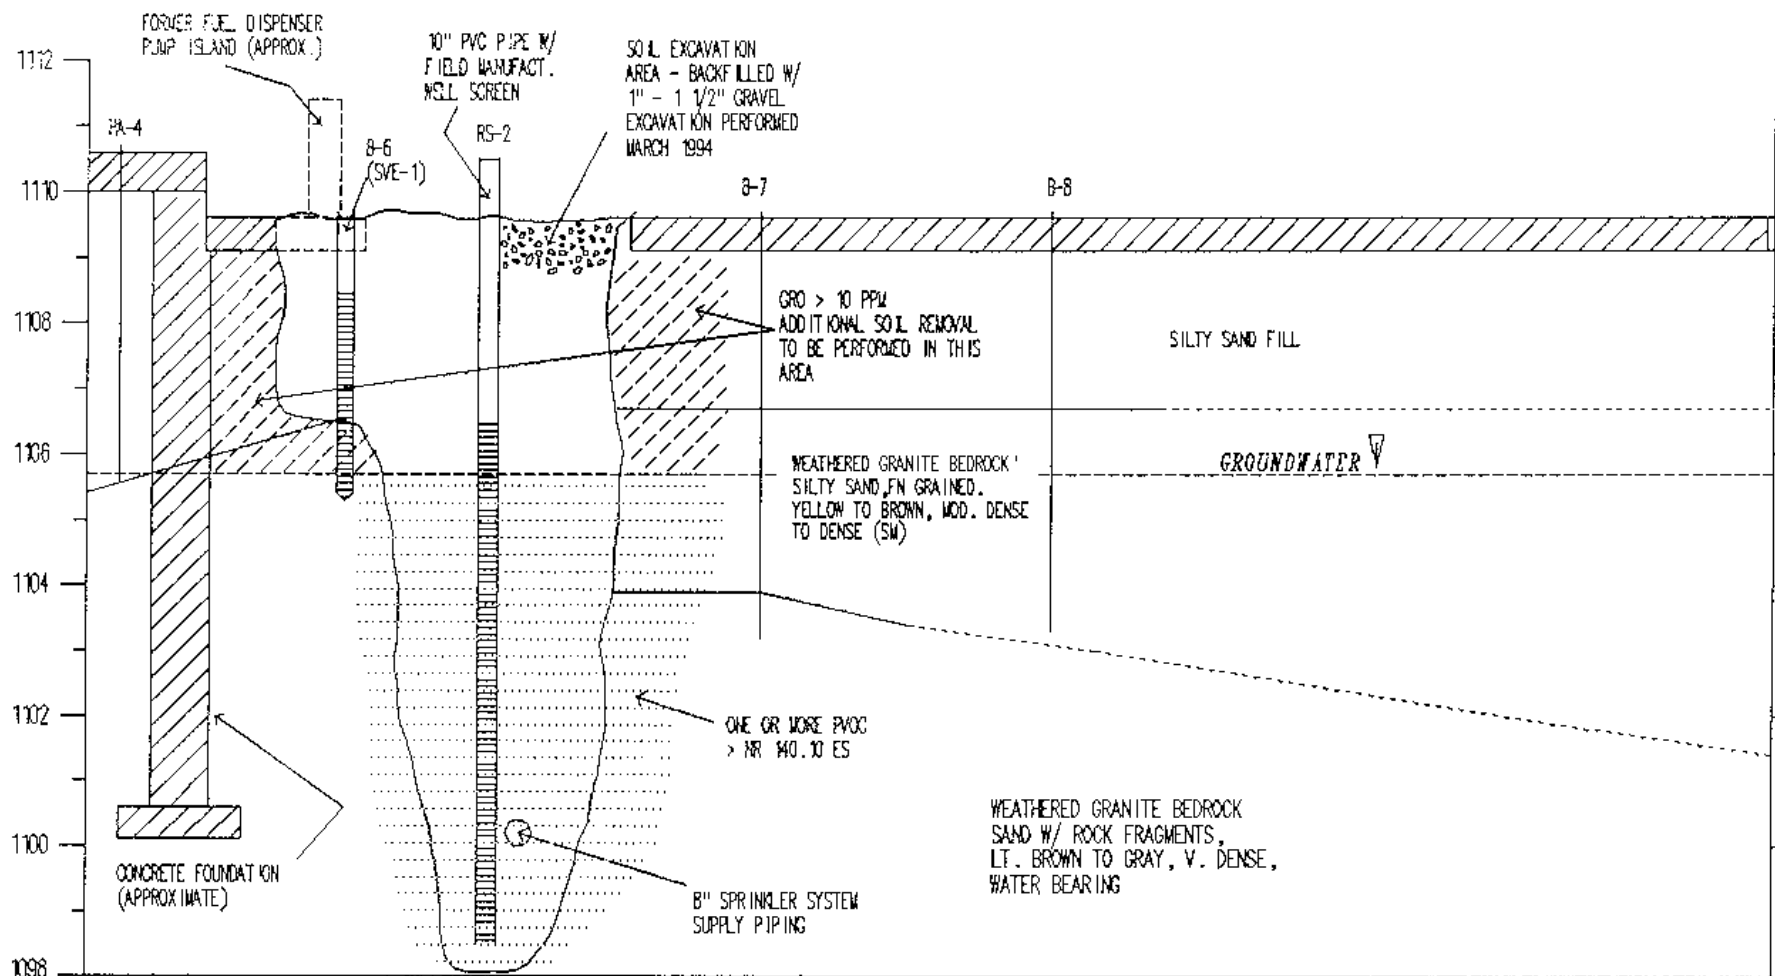 FORMER FUEL DISPENSER
PUMP ISLAND (APPROX.)
10" PVC PIPE W/
FIELD MANUFACT.
WELL SCREEN
SOIL EXCAVATION
AREA - BACKFILLED W/
1" - 1 1/2" GRAVEL
EXCAVATION PERFORMED
MARCH 1994
1112
PA-4
B-6
(SVE-1)
RS-2
B-7
B-8
1110
1108
1106
1104
1102
1100
1098
GRO > 10 PPM
ADDITIONAL SOIL REMOVAL
TO BE PERFORMED IN THIS
AREA
SILTY SAND FILL
WEATHERED GRANITE BEDROCK
SILTY SAND, FN GRAINED.
YELLOW TO BROWN, MOD. DENSE
TO DENSE (SM)
GROUNDWATER
ONE OR MORE PVOC
> NR 140.10 ES
WEATHERED GRANITE BEDROCK
SAND W/ ROCK FRAGMENTS,
LT. BROWN TO GRAY, V. DENSE,
WATER BEARING
CONCRETE FOUNDATION
(APPROXIMATE)
8" SPRINKLER SYSTEM
SUPPLY PIPING